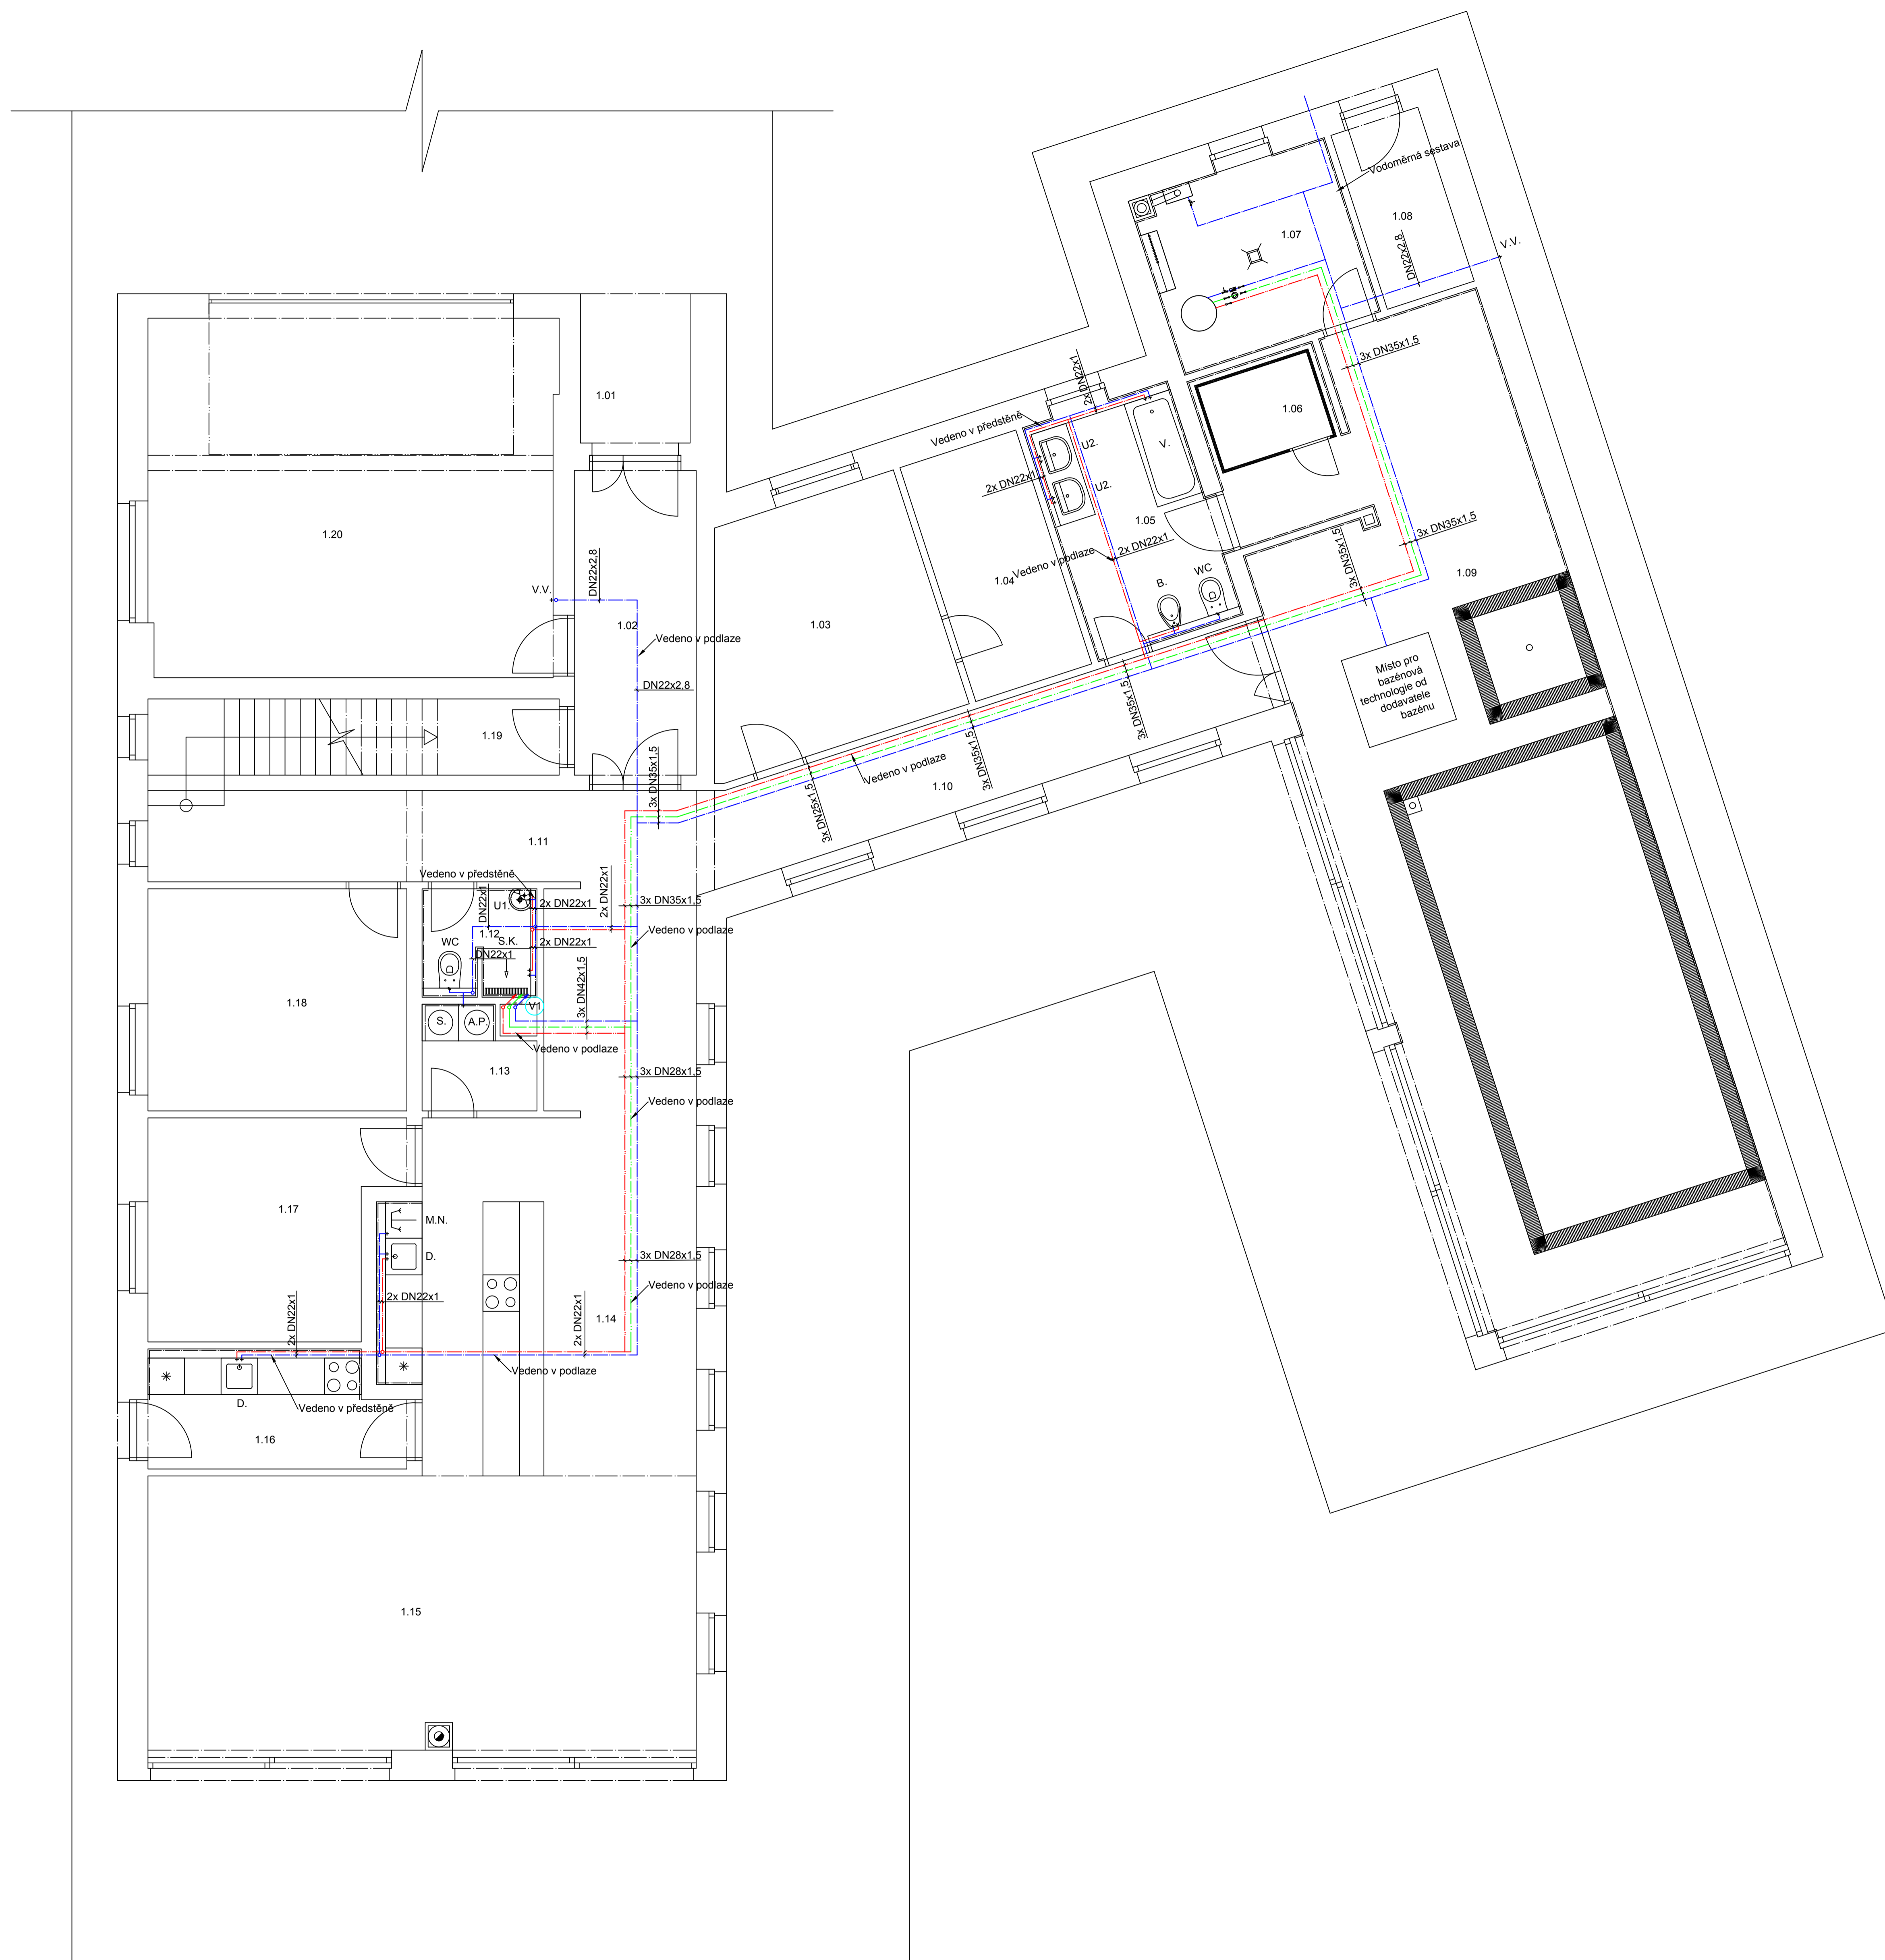 Vodoměrná sestava
1.08
1.07
V.V.
DN22x2,8
3x DN35x1,5
1.06
2x DN22x1
Vedeno v předstěně
U2.
V.
2x DN22x1
U2.
1.05
2x DN22x1
Vedeno v podlaze
1.04
B.
WC
3x DN35x1,5
3x DN35x1,5
1.09
Místo pro
bazénová
technologie od
dodavatele
bazénu
1.01
1.20
DN22x2,8
V.V.
1.02
1.03
Vedeno v podlaze
DN22x2,8
1.19
3x DN35x1,5
3x DN35x1,5
3x DN35x1,5
Vedeno v podlaze
1.10
3x DN25x1,5
1.11
Vedeno v předstěně
DN22x1
U1.
2x DN22x1
2x DN22x1
3x DN35x1,5
1.12
Vedeno v podlaze
WC
S.K.
2x DN22x1
DN22x1
3x DN42x1,5
1.18
V1
S.
A.P.
Vedeno v podlaze
1.13
3x DN28x1,5
Vedeno v podlaze
1.17
M.N.
D.
3x DN28x1,5
Vedeno v podlaze
2x DN22x1
2x DN22x1
2x DN22x1
1.14
Vedeno v podlaze
D.
Vedeno v předstěně
1.16
1.15